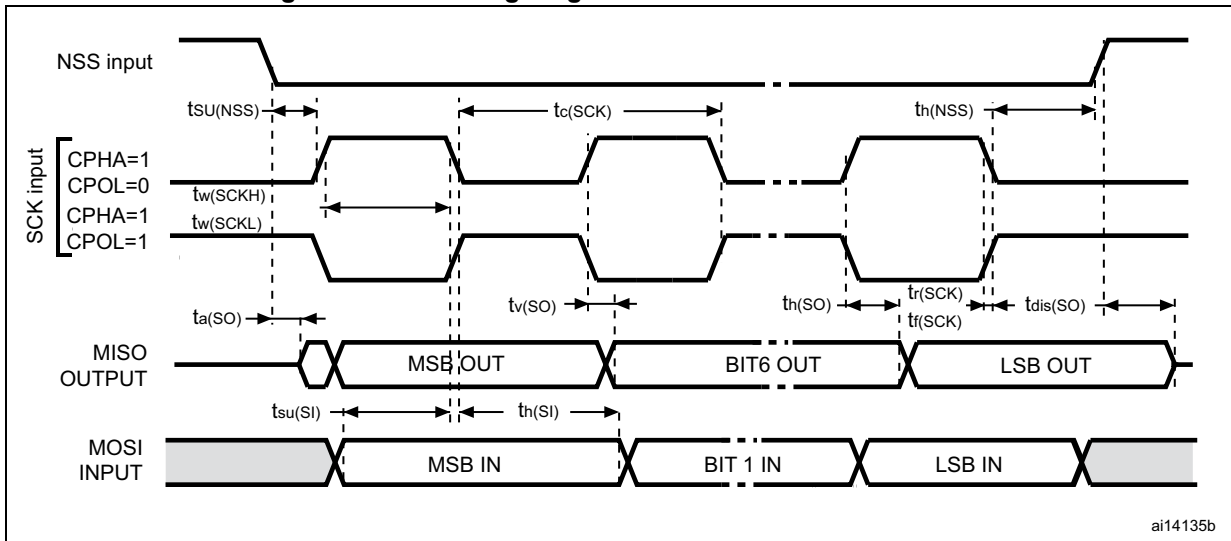 NSS input
tSU(NSS)
tc(SCK)
th(NSS)
SCK input
CPHA=1
CPOL=0
tw(SCKH)
CPHA=1
tw(SCKL)
CPOL=1
ta(SO)
tv(SO)
th(SO)
tr(SCK)
tf(SCK)
tdis(SO)
MISO
OUTPUT
MSB OUT
BIT6 OUT
LSB OUT
tsu(SI)
th(SI)
MOSI
INPUT
MSB IN
BIT 1 IN
LSB IN
ai14135b